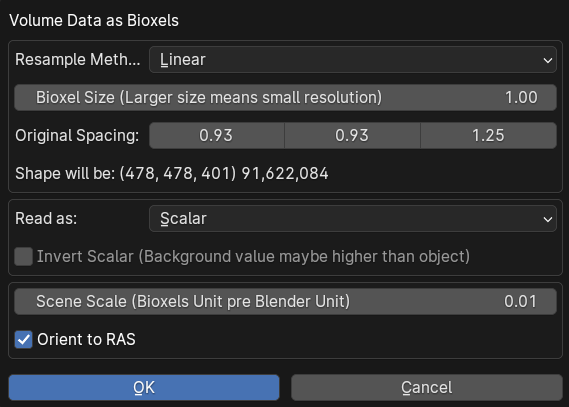 Volume Data as Bioxels
Resample Meth... Linear
Bioxel Size (Larger size means small resolution) 1.00
Original Spacing: 0.93 0.93 1.25
Shape will be: (478, 478, 401) 91,622,084
Read as: Scalar
Invert Scalar (Background value maybe higher than object)
Scene Scale (Bioxels Unit pre Blender Unit) 0.01
Orient to RAS
OK Cancel